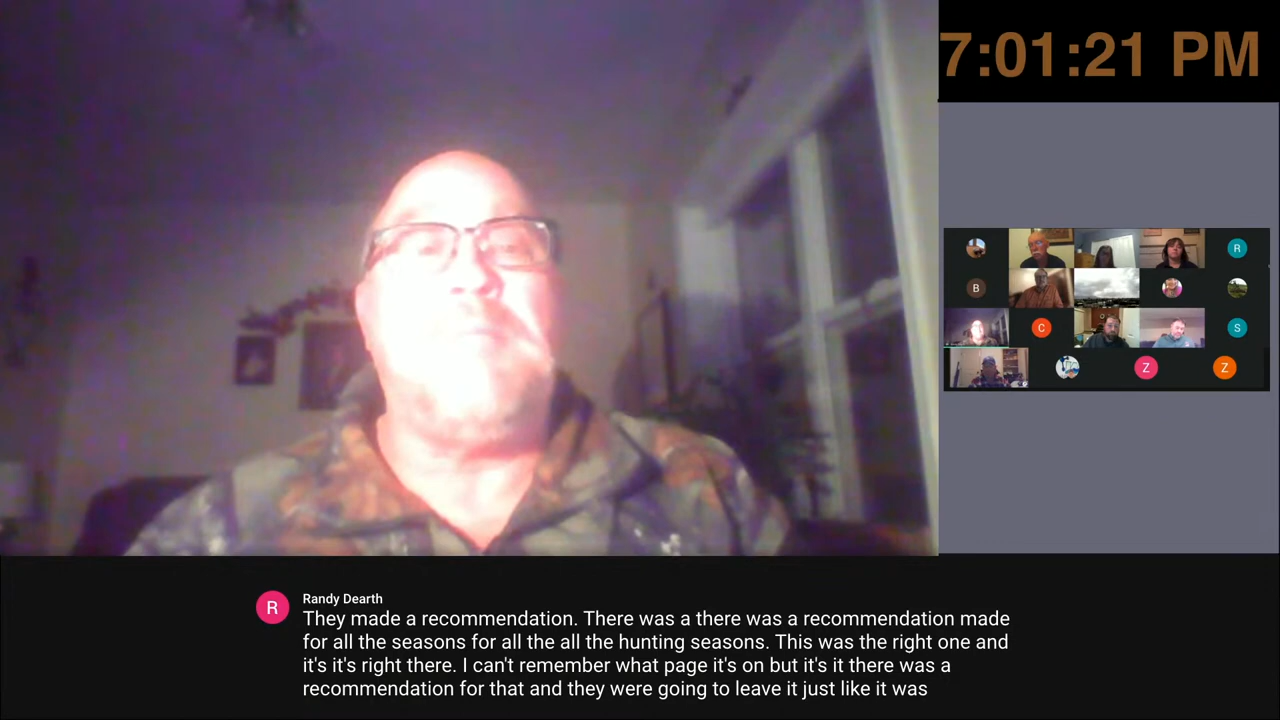 7:01:21 PM
R
B
C
S
Z
Z
R
Randy Dearth
They made a recommendation. There was a there was a recommendation made
for all the seasons for all the all the hunting seasons. This was the right one and
it's it's right there. I can't remember what page it's on but it's it there was a
recommendation for that and they were going to leave it just like it was